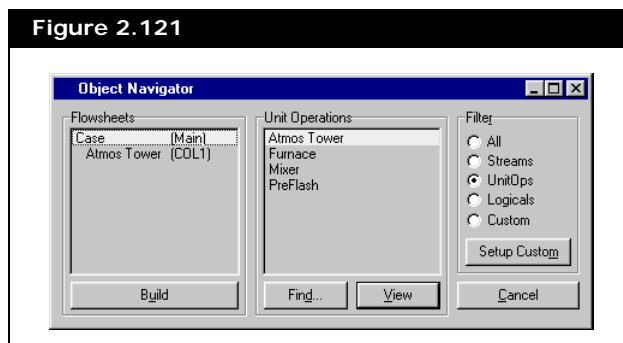 Figure 2.121
Object Navigator
Flowsheets
Case (Main)
Atmos Tower (COL1)
Build
Unit Operations
Atmos Tower
Furnace
Mixer
PreFlash
Find...
View
Filter
All
Streams
UnitOps
Logicals
Custom
Setup Custom
Cancel